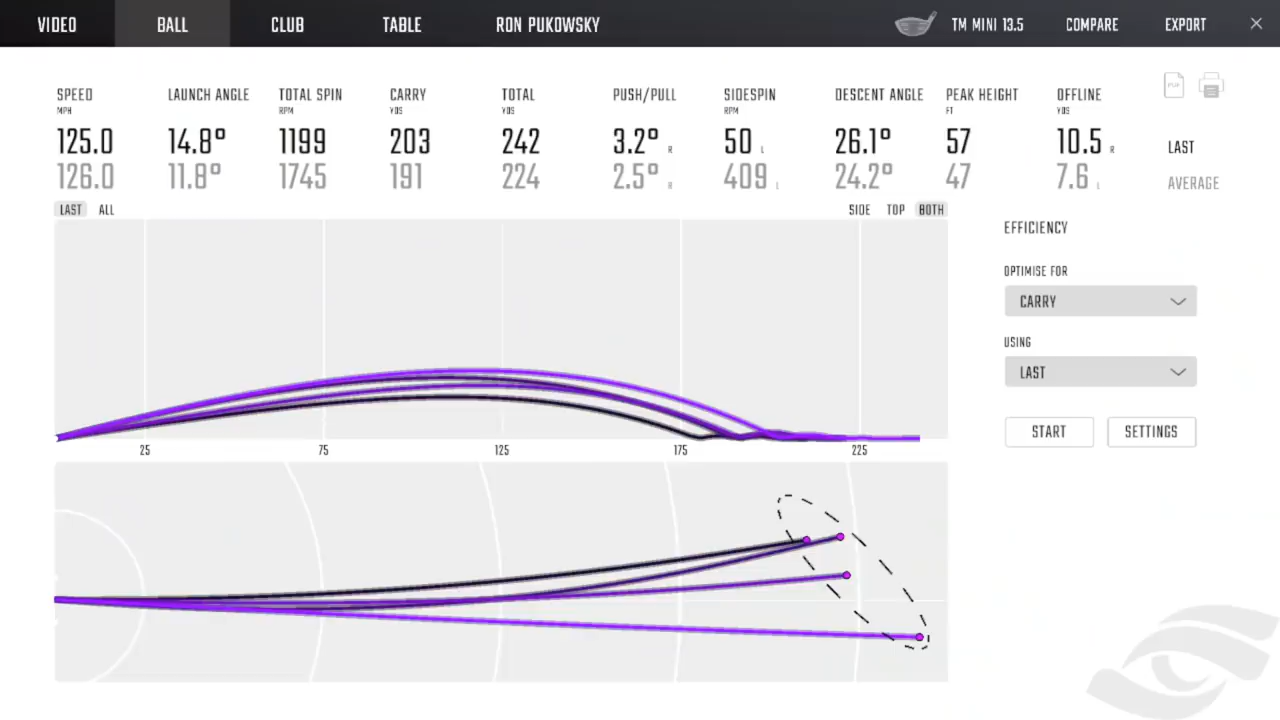 VIDEO BALL CLUB TABLE RON PUKOWSKY TM MINI 13.5 COMPARE EXPORT
SPEED LAUNCH ANGLE TOTAL SPIN CARRY TOTAL PUSH/PULL SIDESPIN DESCENT ANGLE PEAK HEIGHT OFFLINE
MPH RPM YDS YDS RPM FT YDS
125.0 14.8° 1199 203 242 3.2° R 50 L 26.1° 57 10.5 R LAST
126.0 11.8° 1745 191 224 2.5° R 409 L 24.2° 47 7.6 L AVERAGE
LAST ALL SIDE TOP BOTH
EFFICIENCY
OPTIMISE FOR
CARRY
USING
LAST
START SETTINGS
25 75 125 175 225